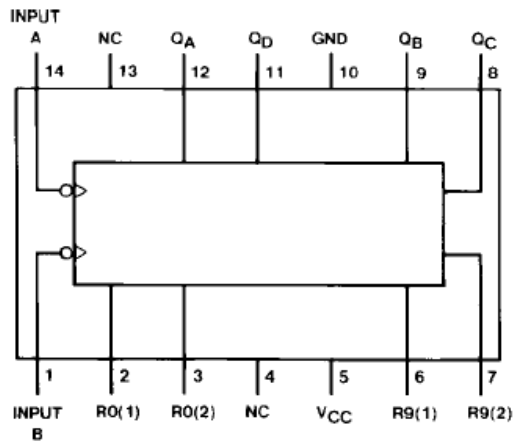 INPUT
A NC QA QD GND QB QC
14 13 12 11 10 9 8
1 2 3 4 5 6 7
INPUT R0(1) R0(2) NC VCC R9(1) R9(2)
B